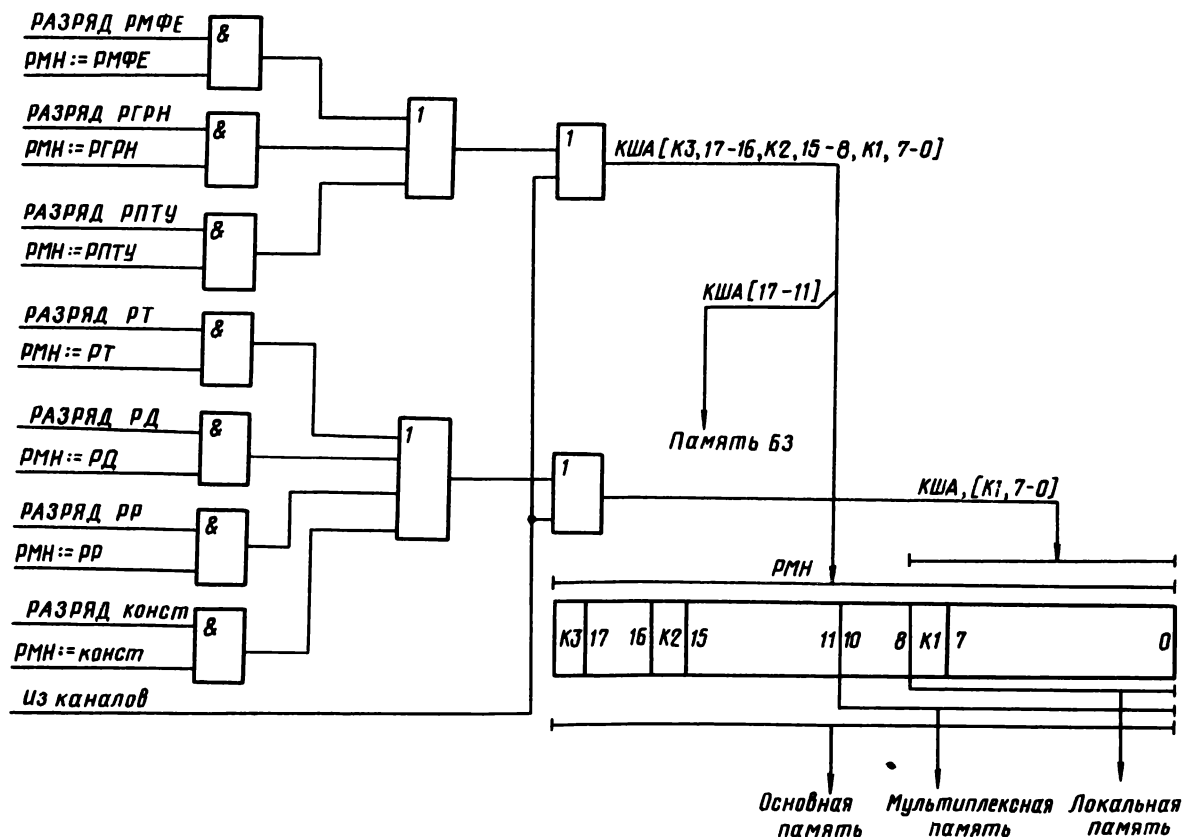 РАЗРЯД РМФЕ
&
РМН := РМФЕ
РАЗРЯД РГРН
&
РМН := РГРН
1
1
КША[К3,17-16,К2,15-8,К1,7-0]
РАЗРЯД РПТУ
&
РМН := РПТУ
КША[17-11]
РАЗРЯД РТ
&
РМН := РТ
РАЗРЯД РД
&
1
Память БЗ
РМН := РД
1
КША,[К1,7-0]
РАЗРЯД РР
&
РМН := РР
РМН
РАЗРЯД конст
&
К3 17 16 К2 15 11 10 8 К1 7 0
РМН := конст
Из каналов
Основная память
Мультиплексная память
Локальная память